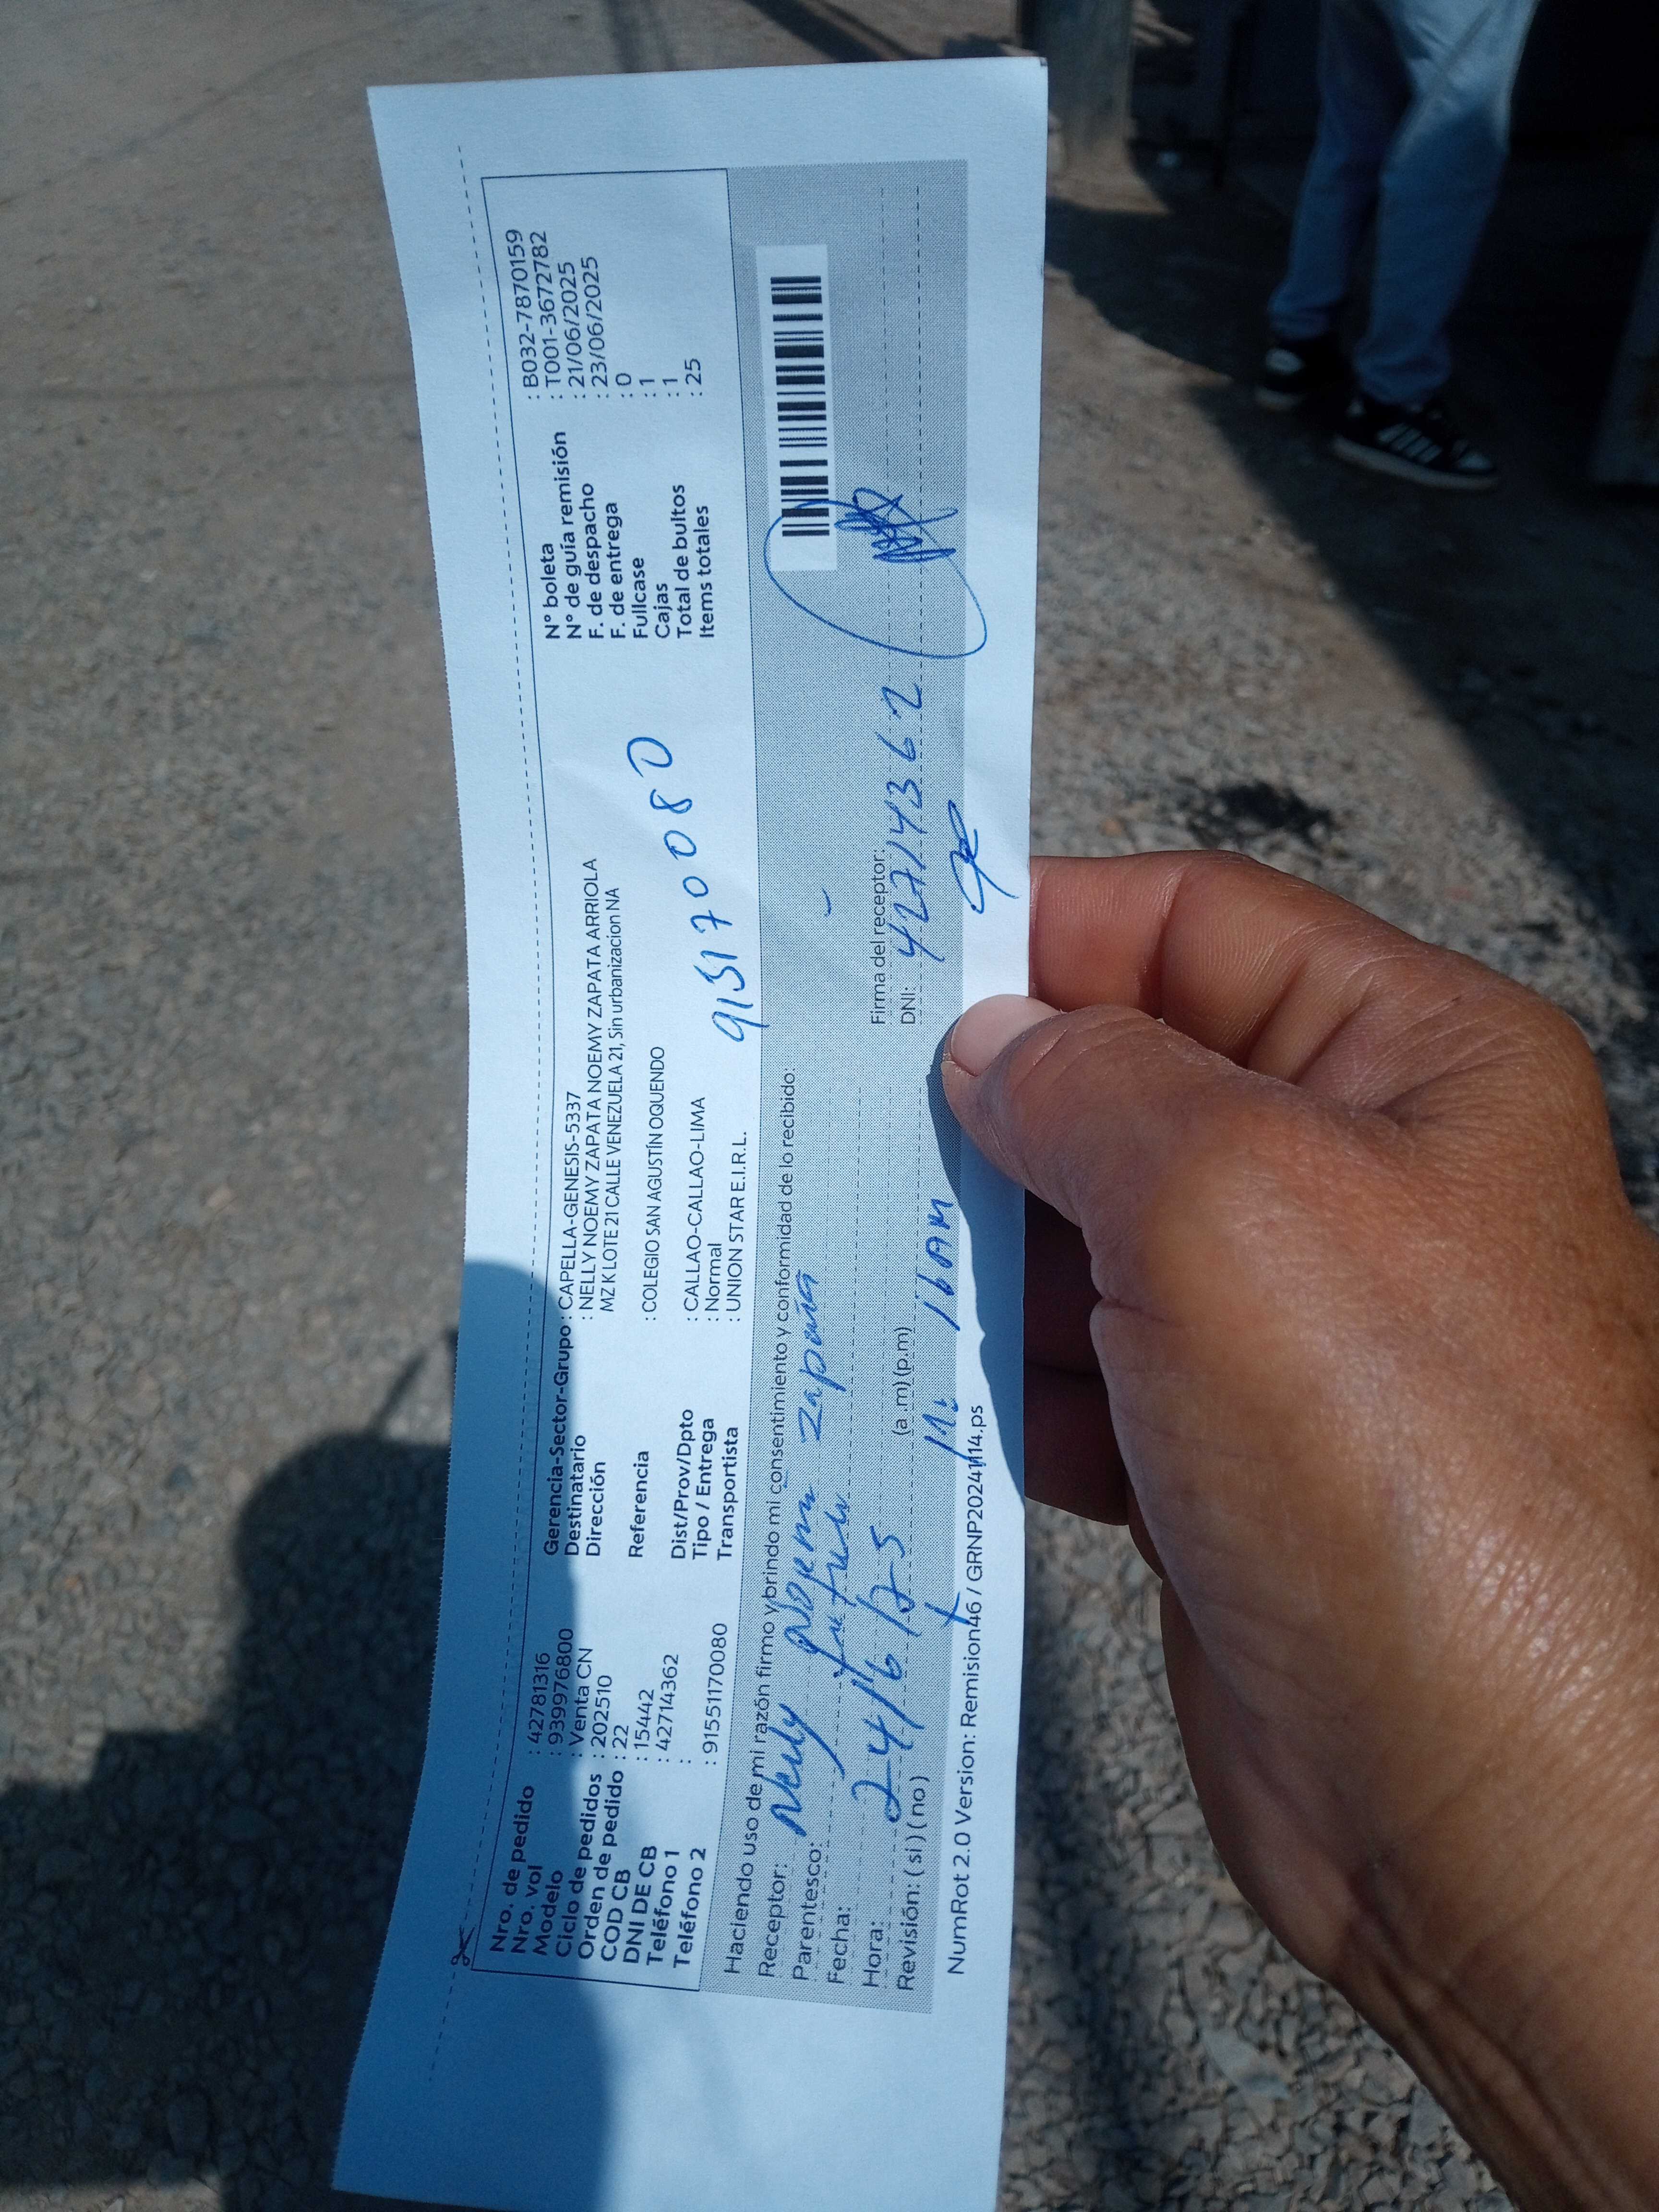 Nro. de pedido : 42781316
Nro. vol : 939976800
Modelo : Venta CN
Ciclo de pedidos : 202510
Orden de pedido : 22
COD CB : 15442
DNI DE CB : 42714362
Teléfono 1 :
Teléfono 2 : 91551170080
Gerencia-Sector-Grupo : CAPELLA-GENESIS-5337
Destinatario : NELLY NOEMY ZAPATA NOEMY ZAPATA ARRIOLA
Dirección MZ K LOTE 21 CALLE VENEZUELA 21, Sin urbanizacion NA
Referencia : COLEGIO SAN AGUSTÍN OQUENDO
Dist/Prov/Dpto : CALLAO-CALLAO-LIMA
Tipo / Entrega : Normal
Transportista : UNION STAR E.I.R.L.
N° boleta : B032-7870159
N° de guía remisión : T001-3672782
F. de despacho : 21/06/2025
F. de entrega : 23/06/2025
Fullcase : 0
Cajas : 1
Total de bultos : 1
Items totales : 25
Haciendo uso de mi razón firmo y brindo mi consentimiento y conformidad de lo recibido:
Receptor: Nelly Noemi Zapata
Parentesco:
Fecha: 24/6/25
Hora: (a .m) (p.m) 11: 16 AM
Revisión: ( si ) ( no )
Firma del receptor:
DNI: 42714362
NumRot 2.0 Version: Remision46 / GRNP20241114.ps